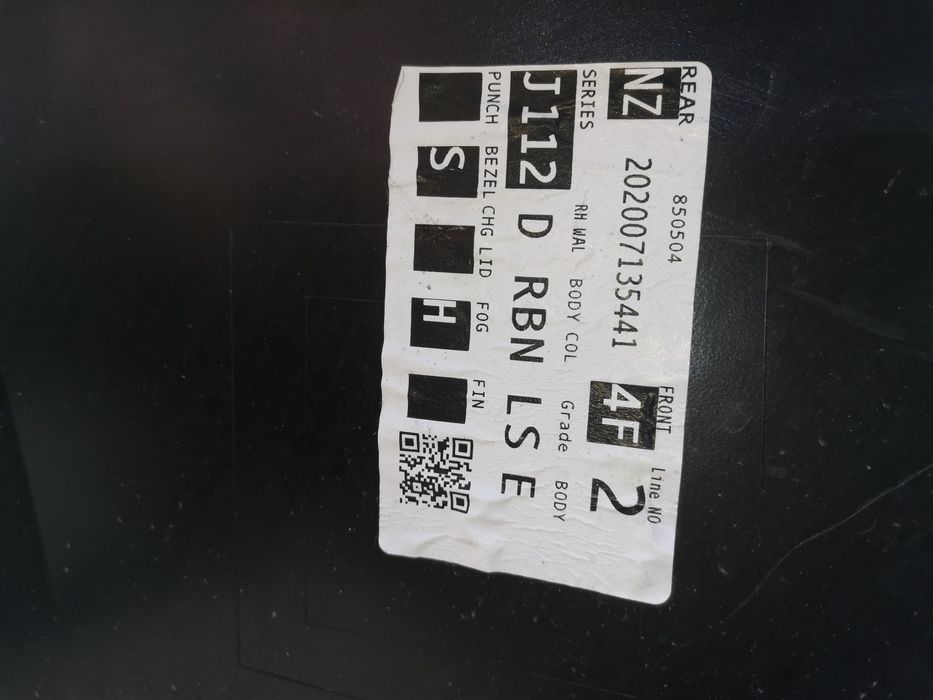 REAR 850504 FRONT Line NO
NZ 202007135441 4F 2
SERIES RH WAL BODY COL Grade BODY
J112 D RBN LS E
PUNCH BEZEL CHG LID FOG FIN
S H